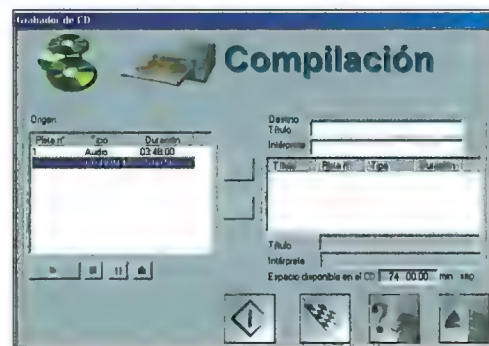 Grabador de CD
Compilación
Origen
Pista nº Tipo Duración
1 Audio 03:48:00
Destino
Título
Intérprete
Título Pista nº Tipo Duración
Título
Intérprete
Espacio disponible en el CD 74 00:00 min seg